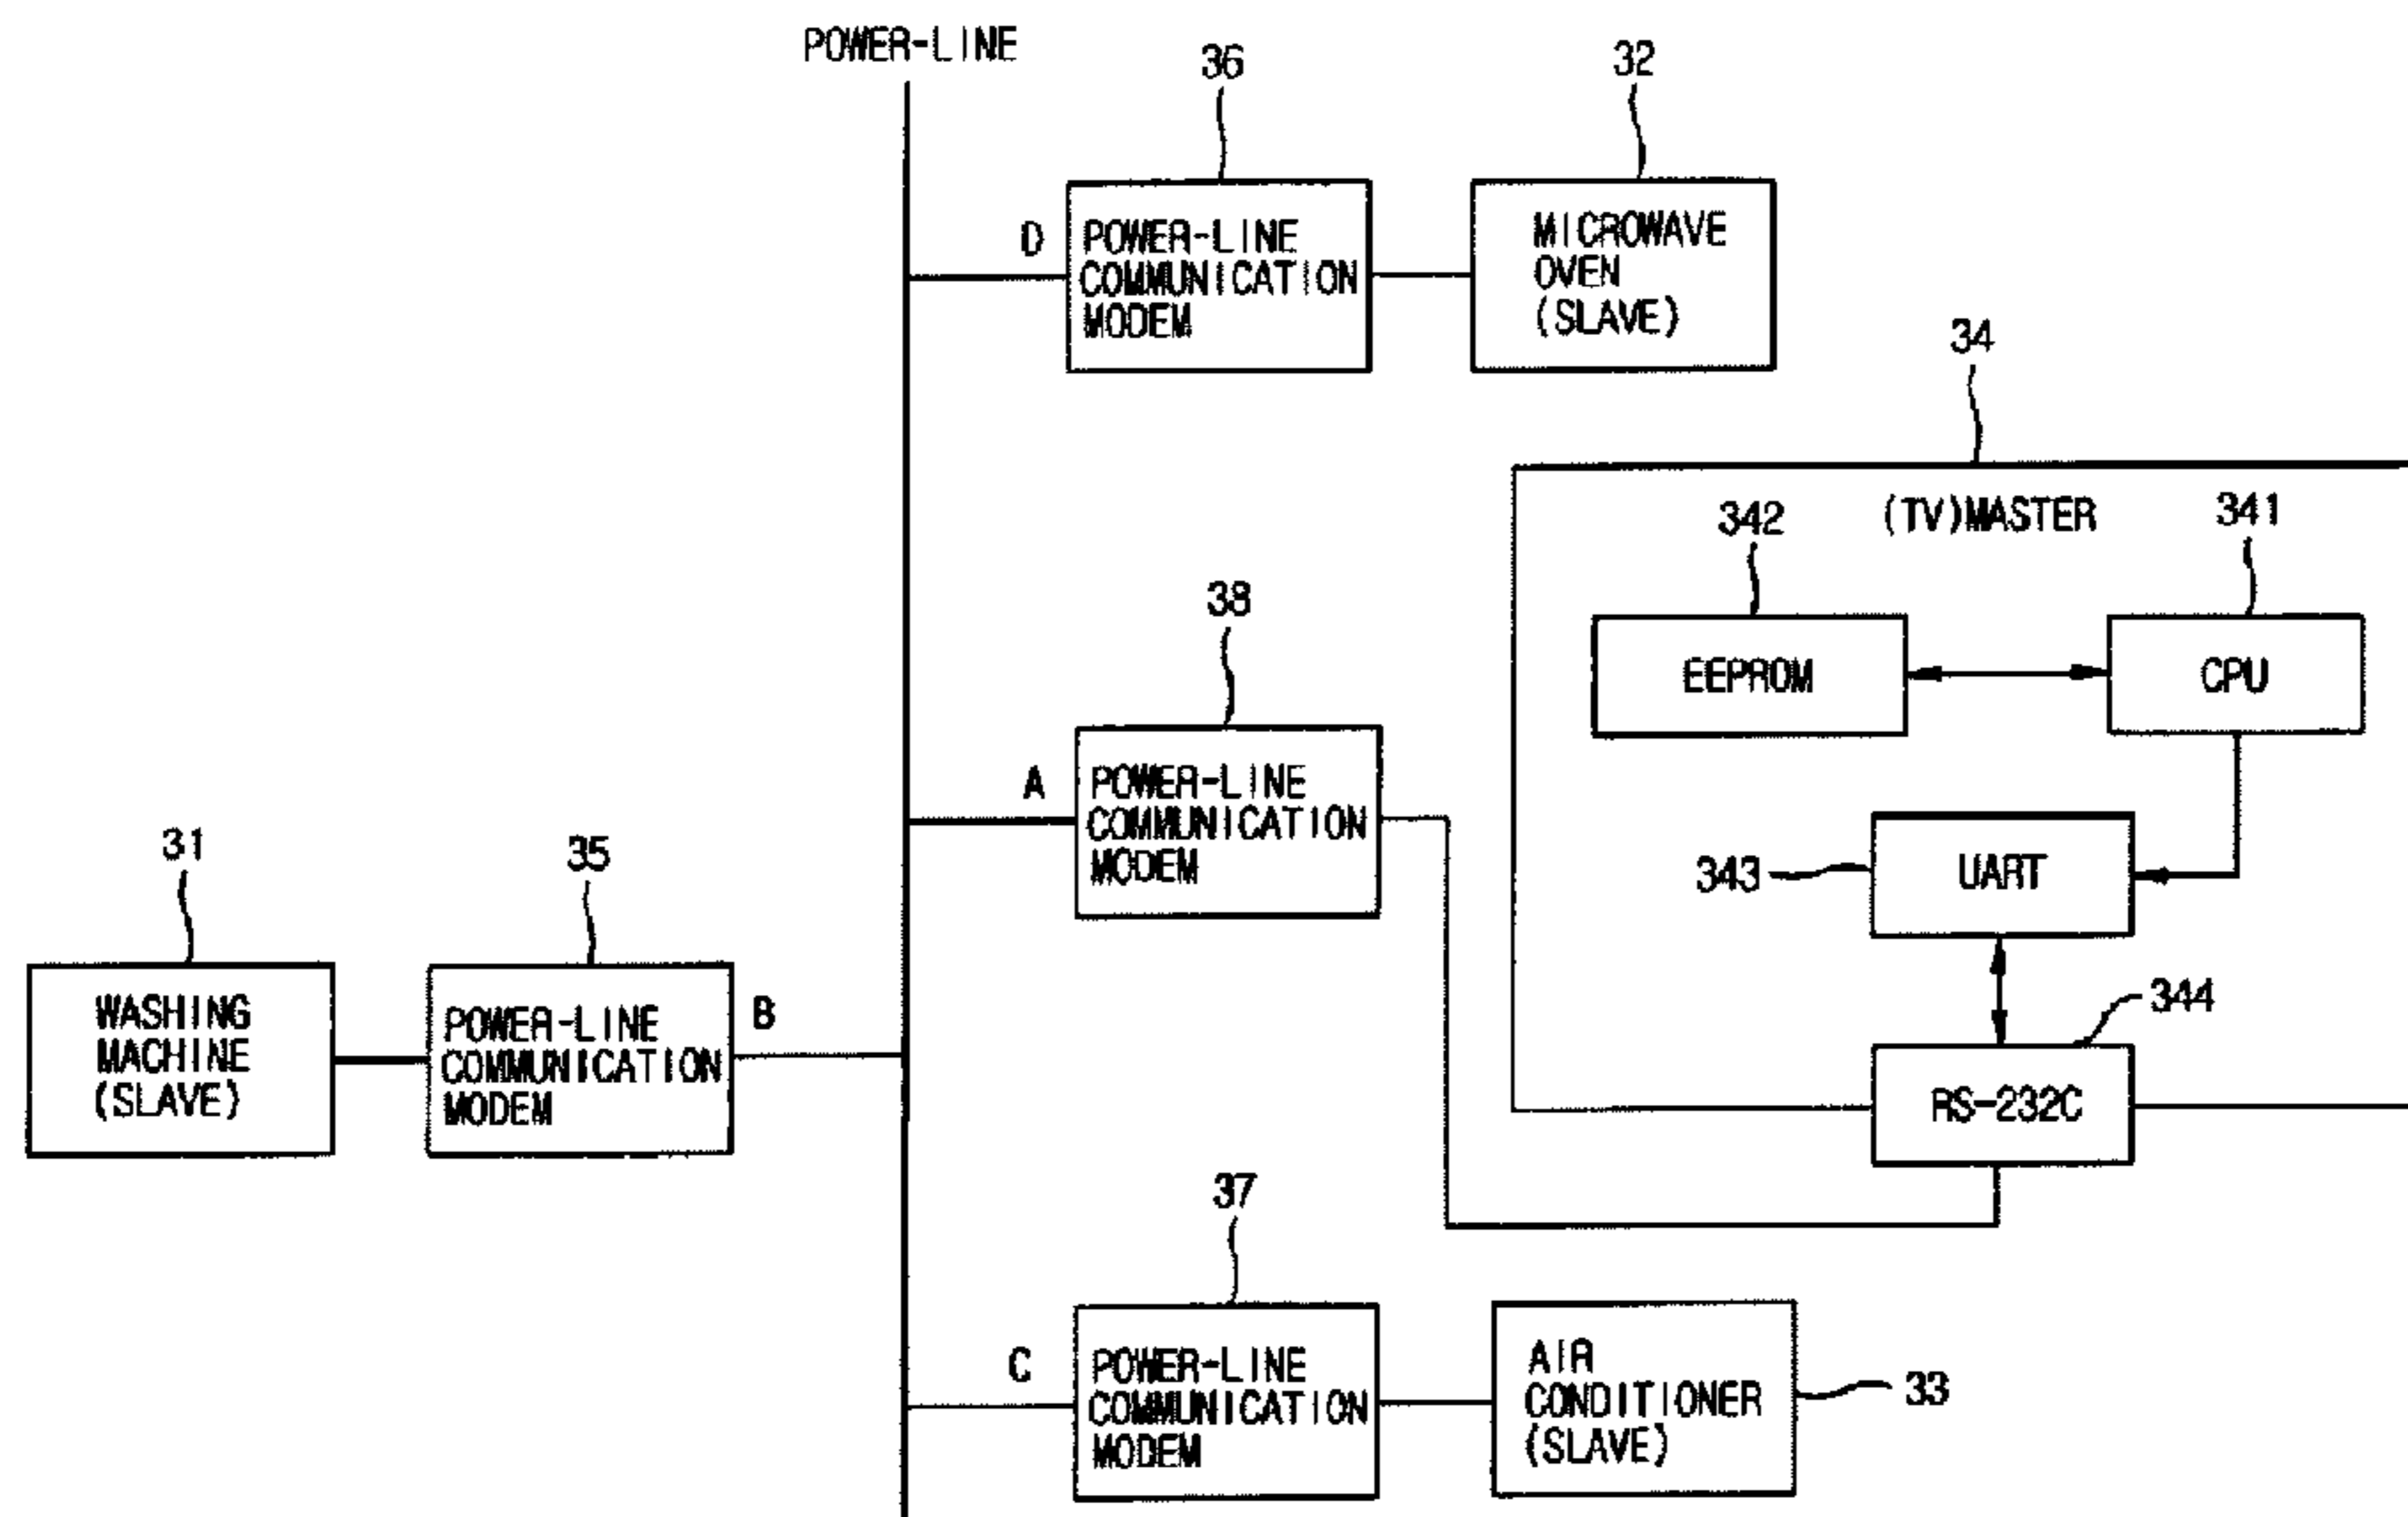 POWER-LINE
36
32
D
POWER-LINE
COMMUNICATION
MODEM
MICROWAVE
OVEN
(SLAVE)
34
(TV)MASTER
342
341
EEPROM
CPU
38
A
POWER-LINE
COMMUNICATION
MODEM
343
UART
31
35
WASHING
MACHINE
(SLAVE)
POWER-LINE
COMMUNICATION
MODEM
B
344
RS-232C
37
C
POWER-LINE
COMMUNICATION
MODEM
AIR
CONDITIONER
(SLAVE)
33